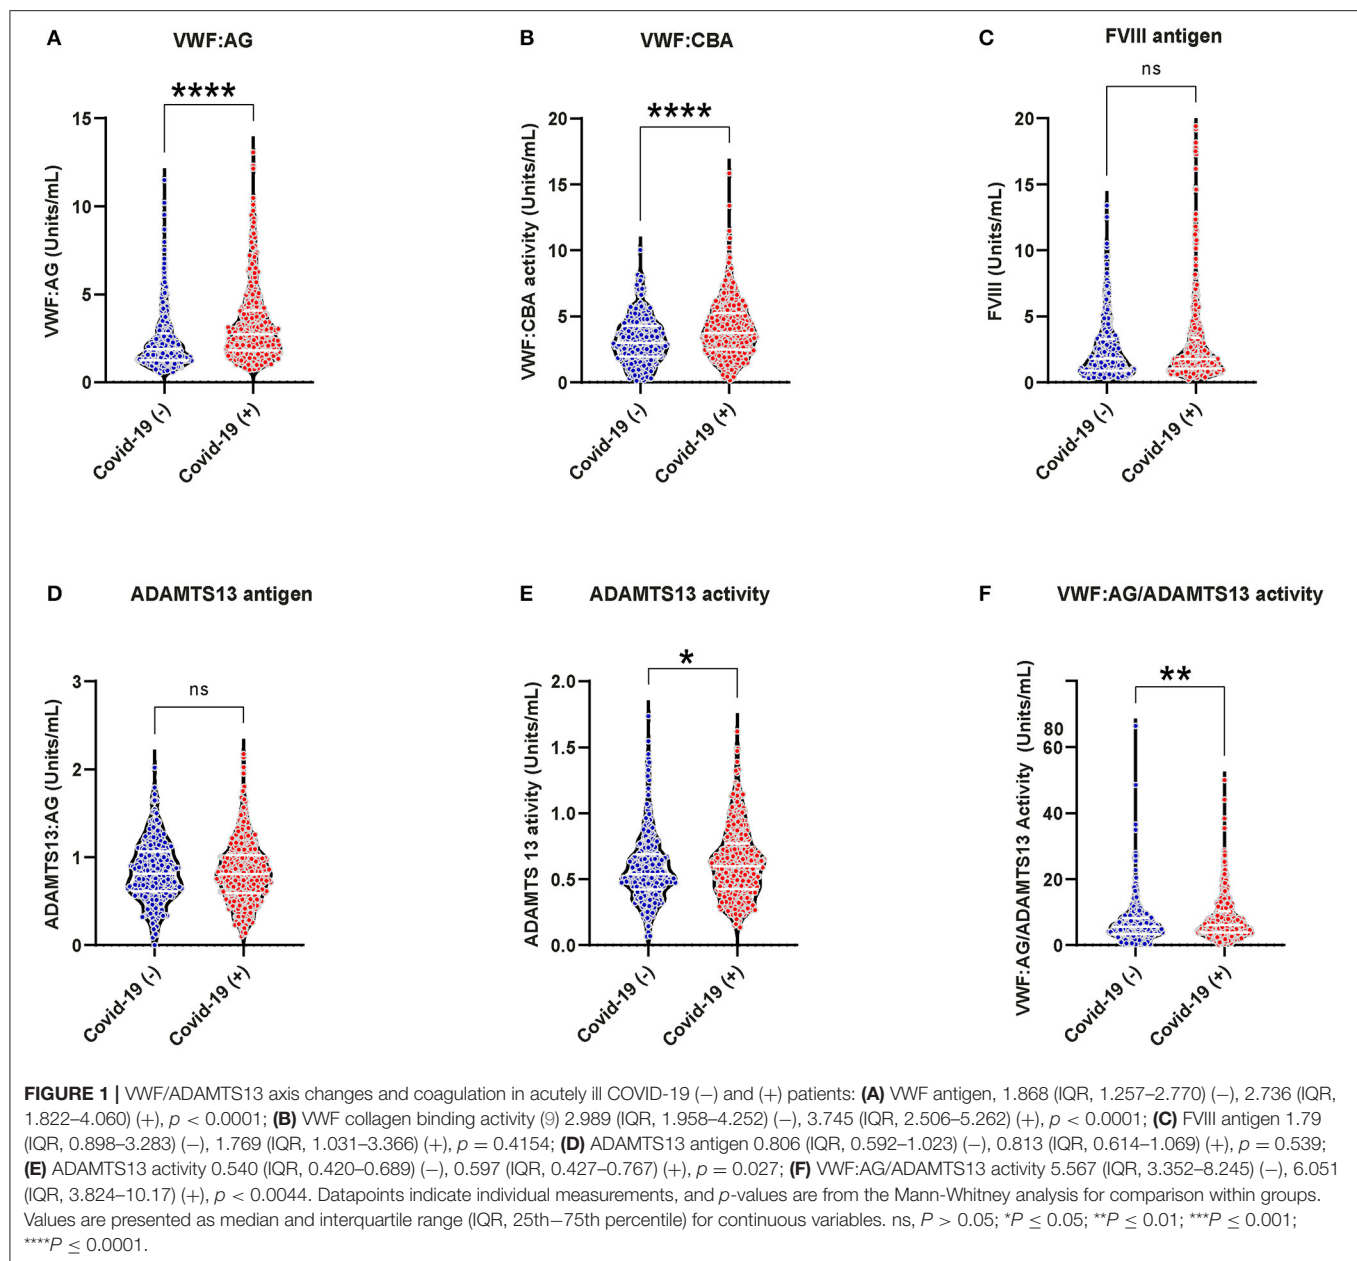 A
VWF:AG
****
VWF:AG (Units/mL)
15
10
5
0
Covid-19 (-)
Covid-19 (+)
B
VWF:CBA
****
VWF:CBA activity (Units/mL)
20
15
10
5
0
Covid-19 (-)
Covid-19 (+)
C
FVIII antigen
ns
FVIII (Units/mL)
20
15
10
5
0
Covid-19 (-)
Covid-19 (+)
D
ADAMTS13 antigen
ns
ADAMTS13:AG (Units/mL)
3
2
1
0
Covid-19 (-)
Covid-19 (+)
E
ADAMTS13 activity
*
ADAMTS 13 ativity (Units/mL)
2.0
1.5
1.0
0.5
0.0
Covid-19 (-)
Covid-19 (+)
F
VWF:AG/ADAMTS13 activity
**
VWF:AG/ADAMTS13 Activity (Units/mL)
80
60
40
20
0
Covid-19 (-)
Covid-19 (+)
FIGURE 1 | VWF/ADAMTS13 axis changes and coagulation in acutely ill COVID-19 (−) and (+) patients: (A) VWF antigen, 1.868 (IQR, 1.257–2.770) (−), 2.736 (IQR,
1.822–4.060) (+), p < 0.0001; (B) VWF collagen binding activity (9) 2.989 (IQR, 1.958–4.252) (−), 3.745 (IQR, 2.506–5.262) (+), p < 0.0001; (C) FVIII antigen 1.79
(IQR, 0.898–3.283) (−), 1.769 (IQR, 1.031–3.366) (+), p = 0.4154; (D) ADAMTS13 antigen 0.806 (IQR, 0.592–1.023) (−), 0.813 (IQR, 0.614–1.069) (+), p = 0.539;
(E) ADAMTS13 activity 0.540 (IQR, 0.420–0.689) (−), 0.597 (IQR, 0.427–0.767) (+), p = 0.027; (F) VWF:AG/ADAMTS13 activity 5.567 (IQR, 3.352–8.245) (−), 6.051
(IQR, 3.824–10.17) (+), p < 0.0044. Datapoints indicate individual measurements, and p-values are from the Mann-Whitney analysis for comparison within groups.
Values are presented as median and interquartile range (IQR, 25th−75th percentile) for continuous variables. ns, P > 0.05; *P ≤ 0.05; **P ≤ 0.01; ***P ≤ 0.001;
****P ≤ 0.0001.